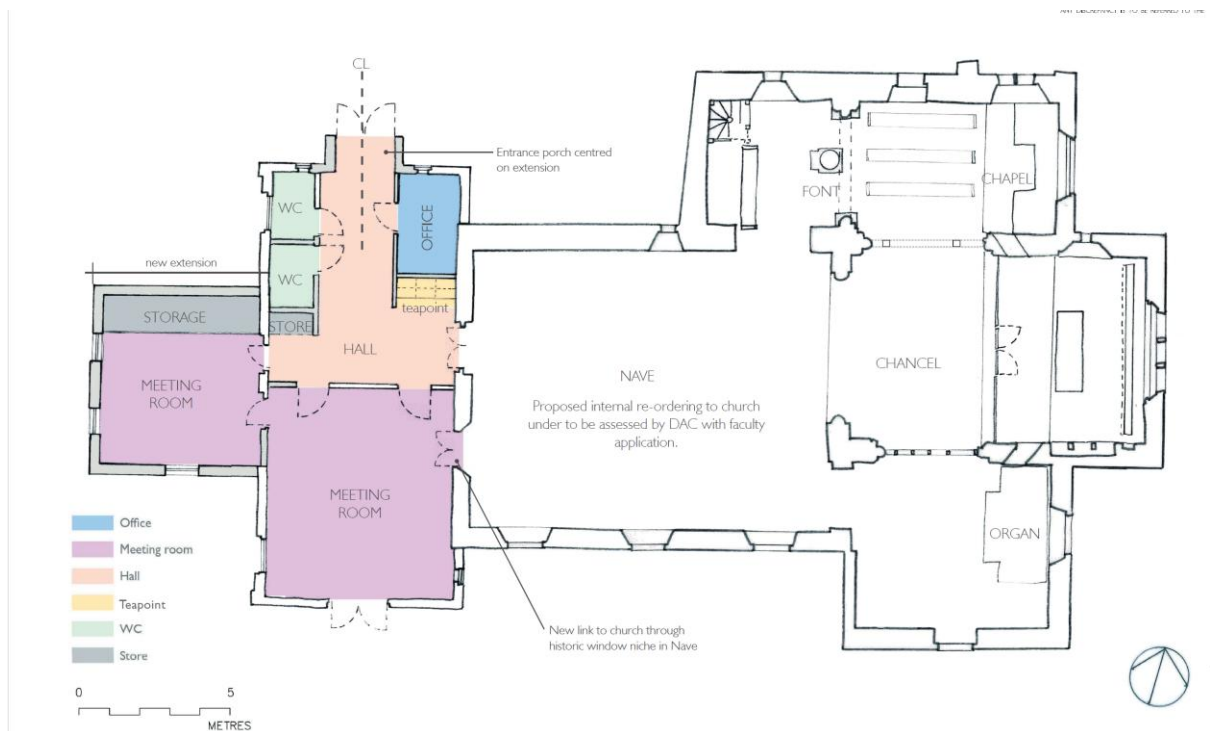 CL
Entrance porch centred
on extension
WC
OFFICE
FONT
CHAPEL
new extension
WC
teapoint
STORAGE
STORE
HALL
MEETING
ROOM
NAVE
CHANCEL
Proposed internal re-ordering to church
under to be assessed by DAC with faculty
application.
MEETING
ROOM
ORGAN
Office
Meeting room
Hall
Teapoint
WC
Store
New link to church through
historic window niche in Nave
0 5
METRES